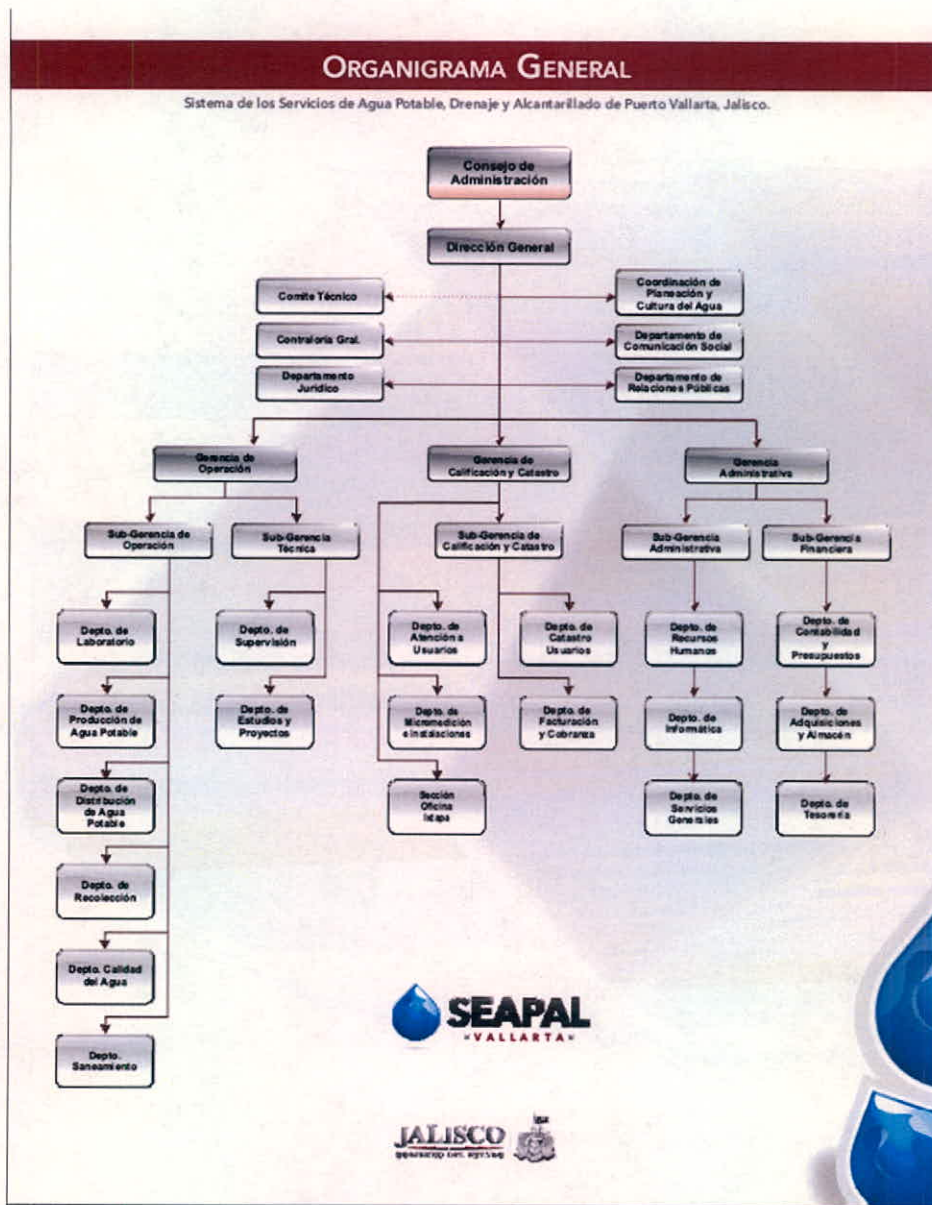 ORGANIGRAMA GENERAL
Sistema de los Servicios de Agua Potable, Drenaje y Alcantarillado de Puerto Vallarta, Jalisco.
Consejo de
Administración
Dirección General
Comite Técnico
Coordinación de
Planeación y
Cultura del Agua
Contraloría Gral.
Departamento de
Comunicación Social
Departamento
Jurídico
Departamento de
Relaciones Públicas
Gerencia de
Operación
Gerencia de
Calificación y Catastro
Gerencia
Administrativa
Sub-Gerencia de
Operación
Sub-Gerencia
Técnica
Sub-Gerencia de
Calificación y Catastro
Sub-Gerencia
Administrativa
Sub-Gerencia
Financiera
Depto. de
Laboratorio
Depto. de
Supervisión
Depto. de
Atención a
Usuarios
Depto. de
Catastro
Usuarios
Depto. de
Recursos
Humanos
Depto. de
Contabilidad
y
Presupuestos
Depto. de
Producción de
Agua Potable
Depto. de
Estudios y
Proyectos
Depto. de
Micromedición
e instalaciones
Depto. de
Facturación
y Cobranza
Depto. de
Informática
Depto. de
Adquisiciones
y Almacén
Depto. de
Distribución
de Agua
Potable
Sección
Oficina
Ixtapa
Depto. de
Servicios
Generales
Depto. de
Tesorería
Depto. de
Recolección
Depto. Calidad
del Agua
Depto.
Saneamiento
SEAPAL
VALLARTA
JALISCO
GOBIERNO DEL ESTADO